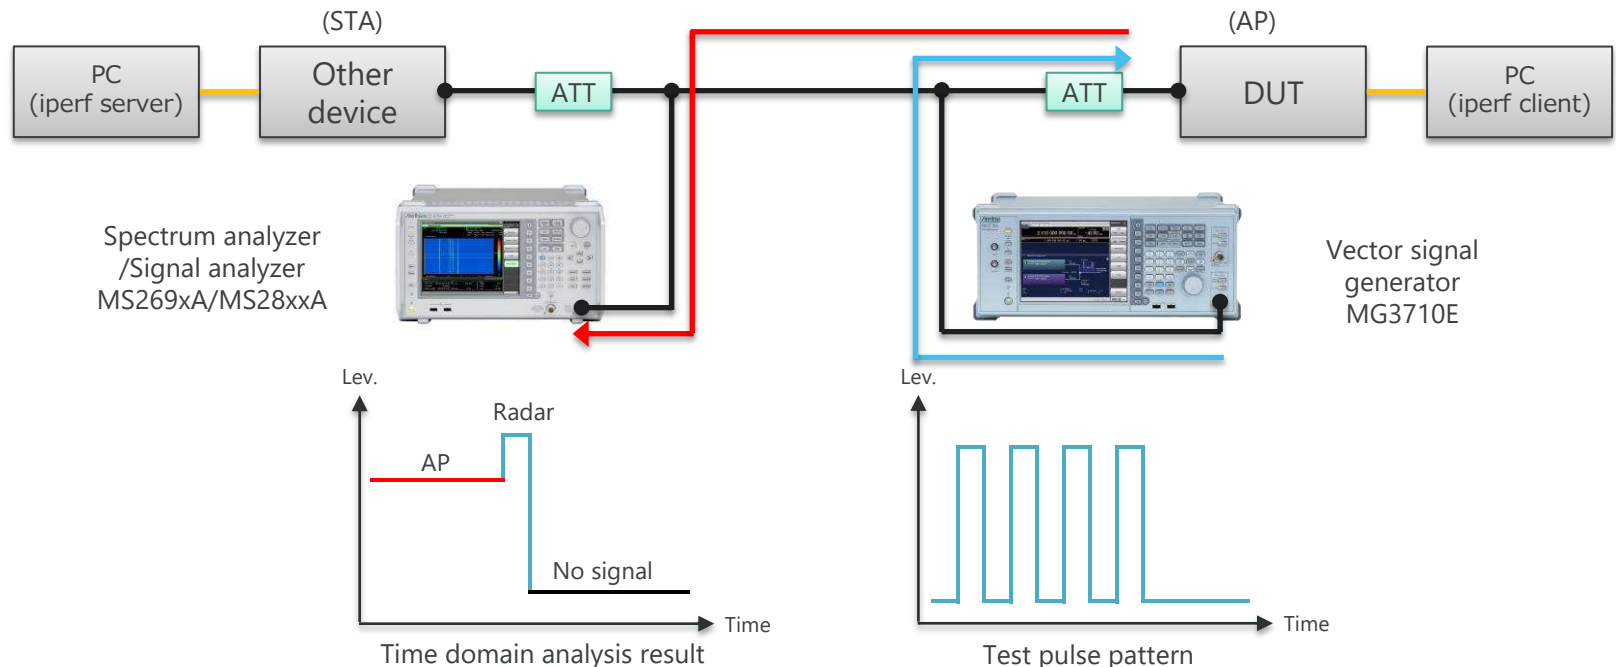 (STA)
(AP)
PC
(iperf server)
Other
device
ATT
ATT
DUT
PC
(iperf client)
Spectrum analyzer
/Signal analyzer
MS269xA/MS28xxA
Vector signal
generator
MG3710E
Lev.
Radar
AP
No signal
Time
Time domain analysis result
Lev.
Time
Test pulse pattern